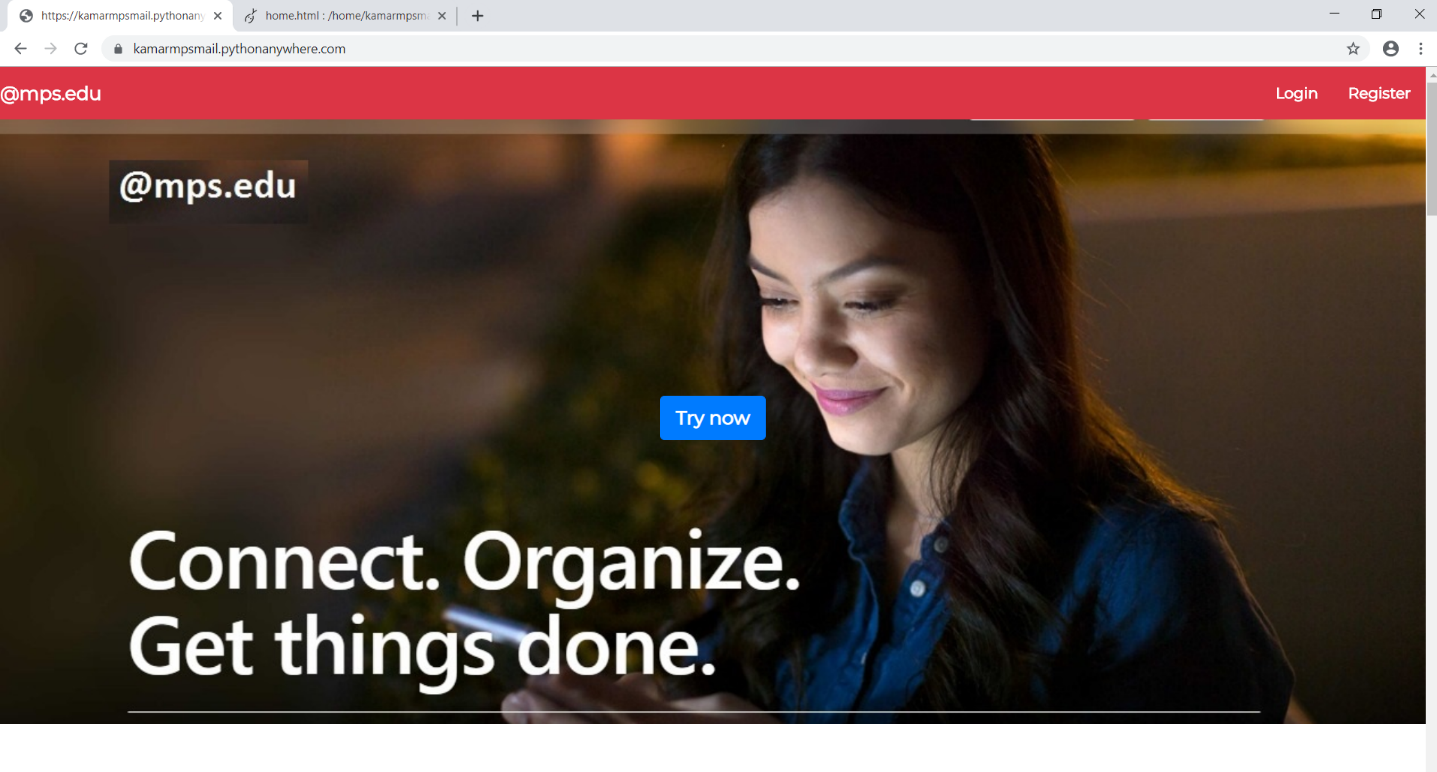 https://kamarmpsmail.pythonany
home.html : /home/kamarmpsma
kamarmpsmail.pythonanywhere.com
@mps.edu
Login
Register
@mps.edu
Try now
Connect. Organize.
Get things done.